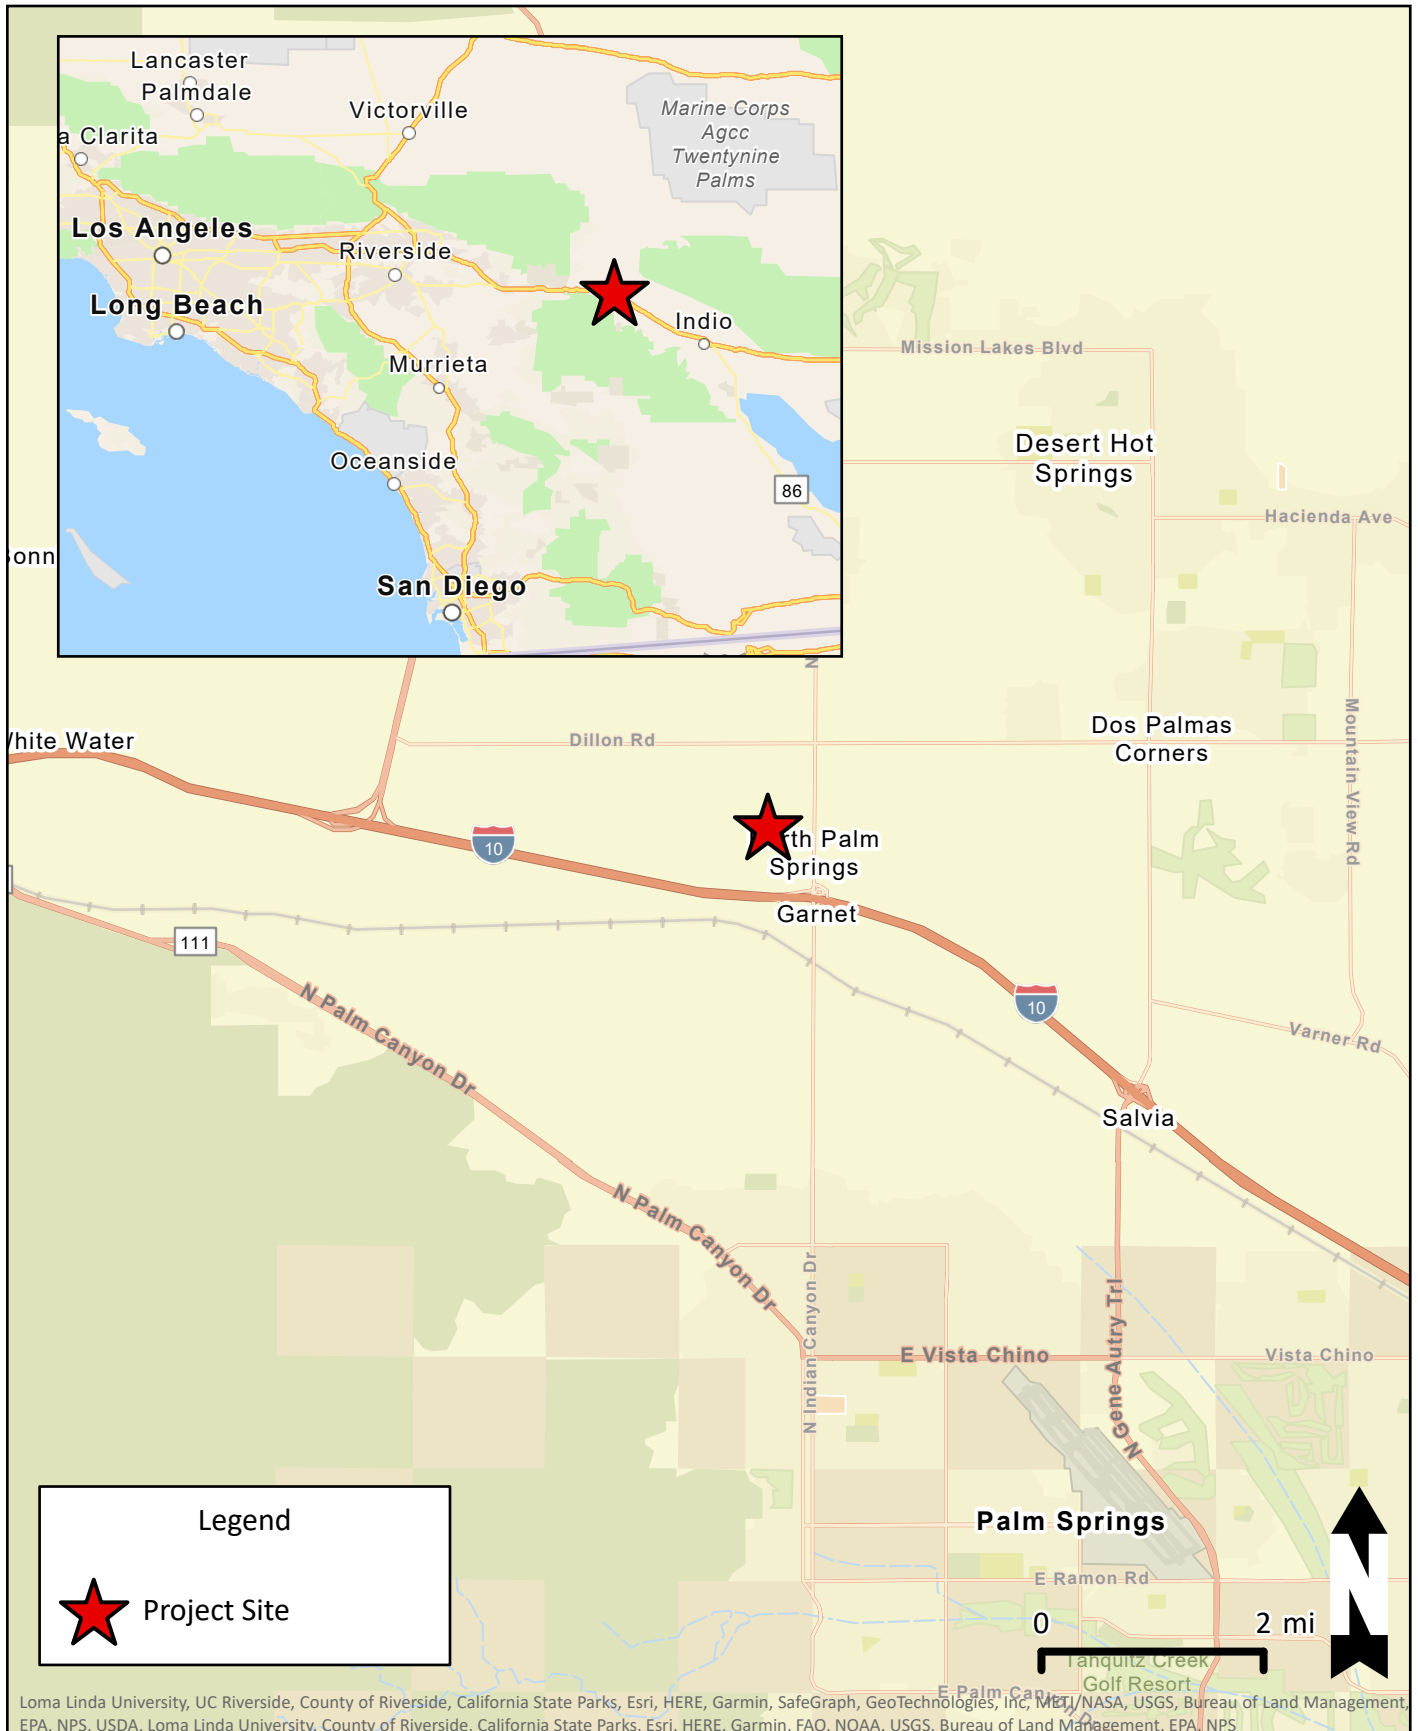 Lancaster
Palmdale
a Clarita
Victorville
Marine Corps
Agcc
Twentynine
Palms
Los Angeles
Riverside
Long Beach
Indio
Murrieta
Oceanside
86
San Diego
Mission Lakes Blvd
Desert Hot
Springs
Hacienda Ave
onn
N
White Water
Dillon Rd
Dos Palmas
Corners
Mountain View Rd
10
rth Palm
Springs
Garnet
111
N Palm Canyon Dr
10
Varner Rd
Salvia
N Palm Canyon Dr
N Indian Canyon Dr
N Gene Autry Trl
E Vista Chino
Vista Chino
Legend
Project Site
Palm Springs
E Ramon Rd
0 2 mi
N
Tahquitz Creek
Golf Resort
E Palm Canyon Dr
Loma Linda University, UC Riverside, County of Riverside, California State Parks, Esri, HERE, Garmin, SafeGraph, GeoTechnologies, Inc, METI/NASA, USGS, Bureau of Land Management,
EPA, NPS, USDA, Loma Linda University, County of Riverside, California State Parks, Esri, HERE, Garmin, FAO, NOAA, USGS, Bureau of Land Management, EPA, NPS